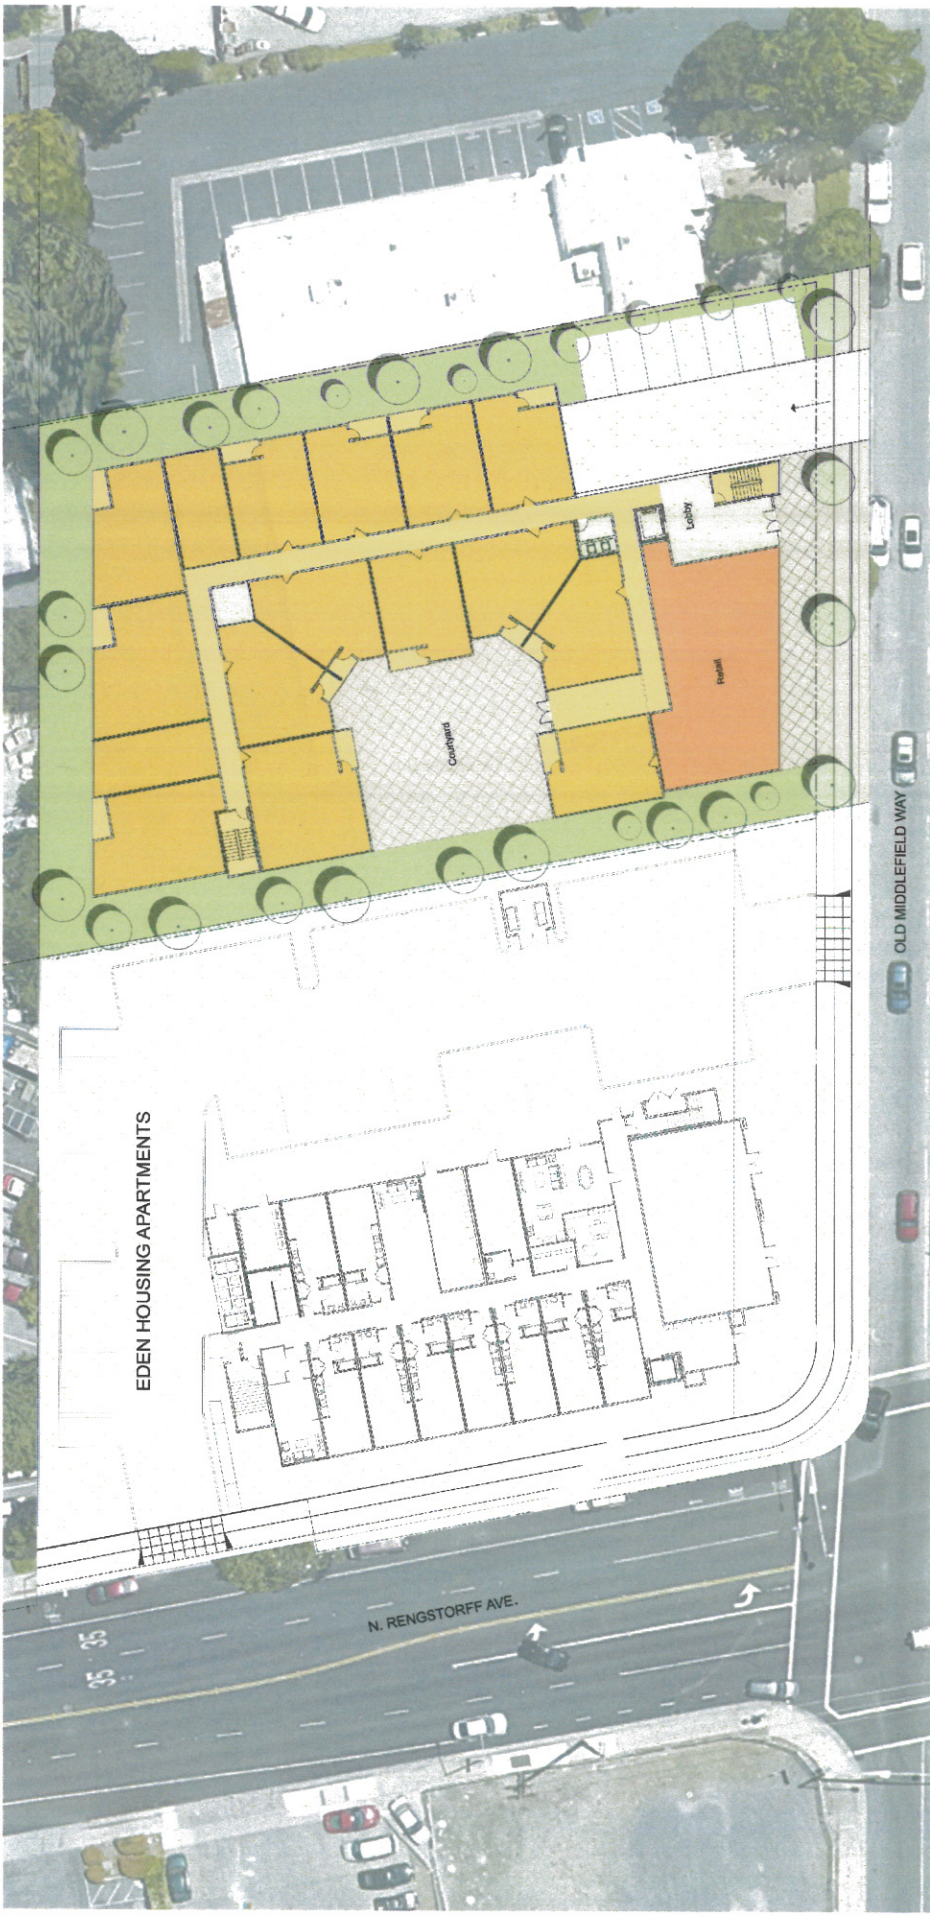 Lobby
Retail
Courtyard
OLD MIDDLEFIELD WAY
EDEN HOUSING APARTMENTS
N. RENGSTORFF AVE.
35
35